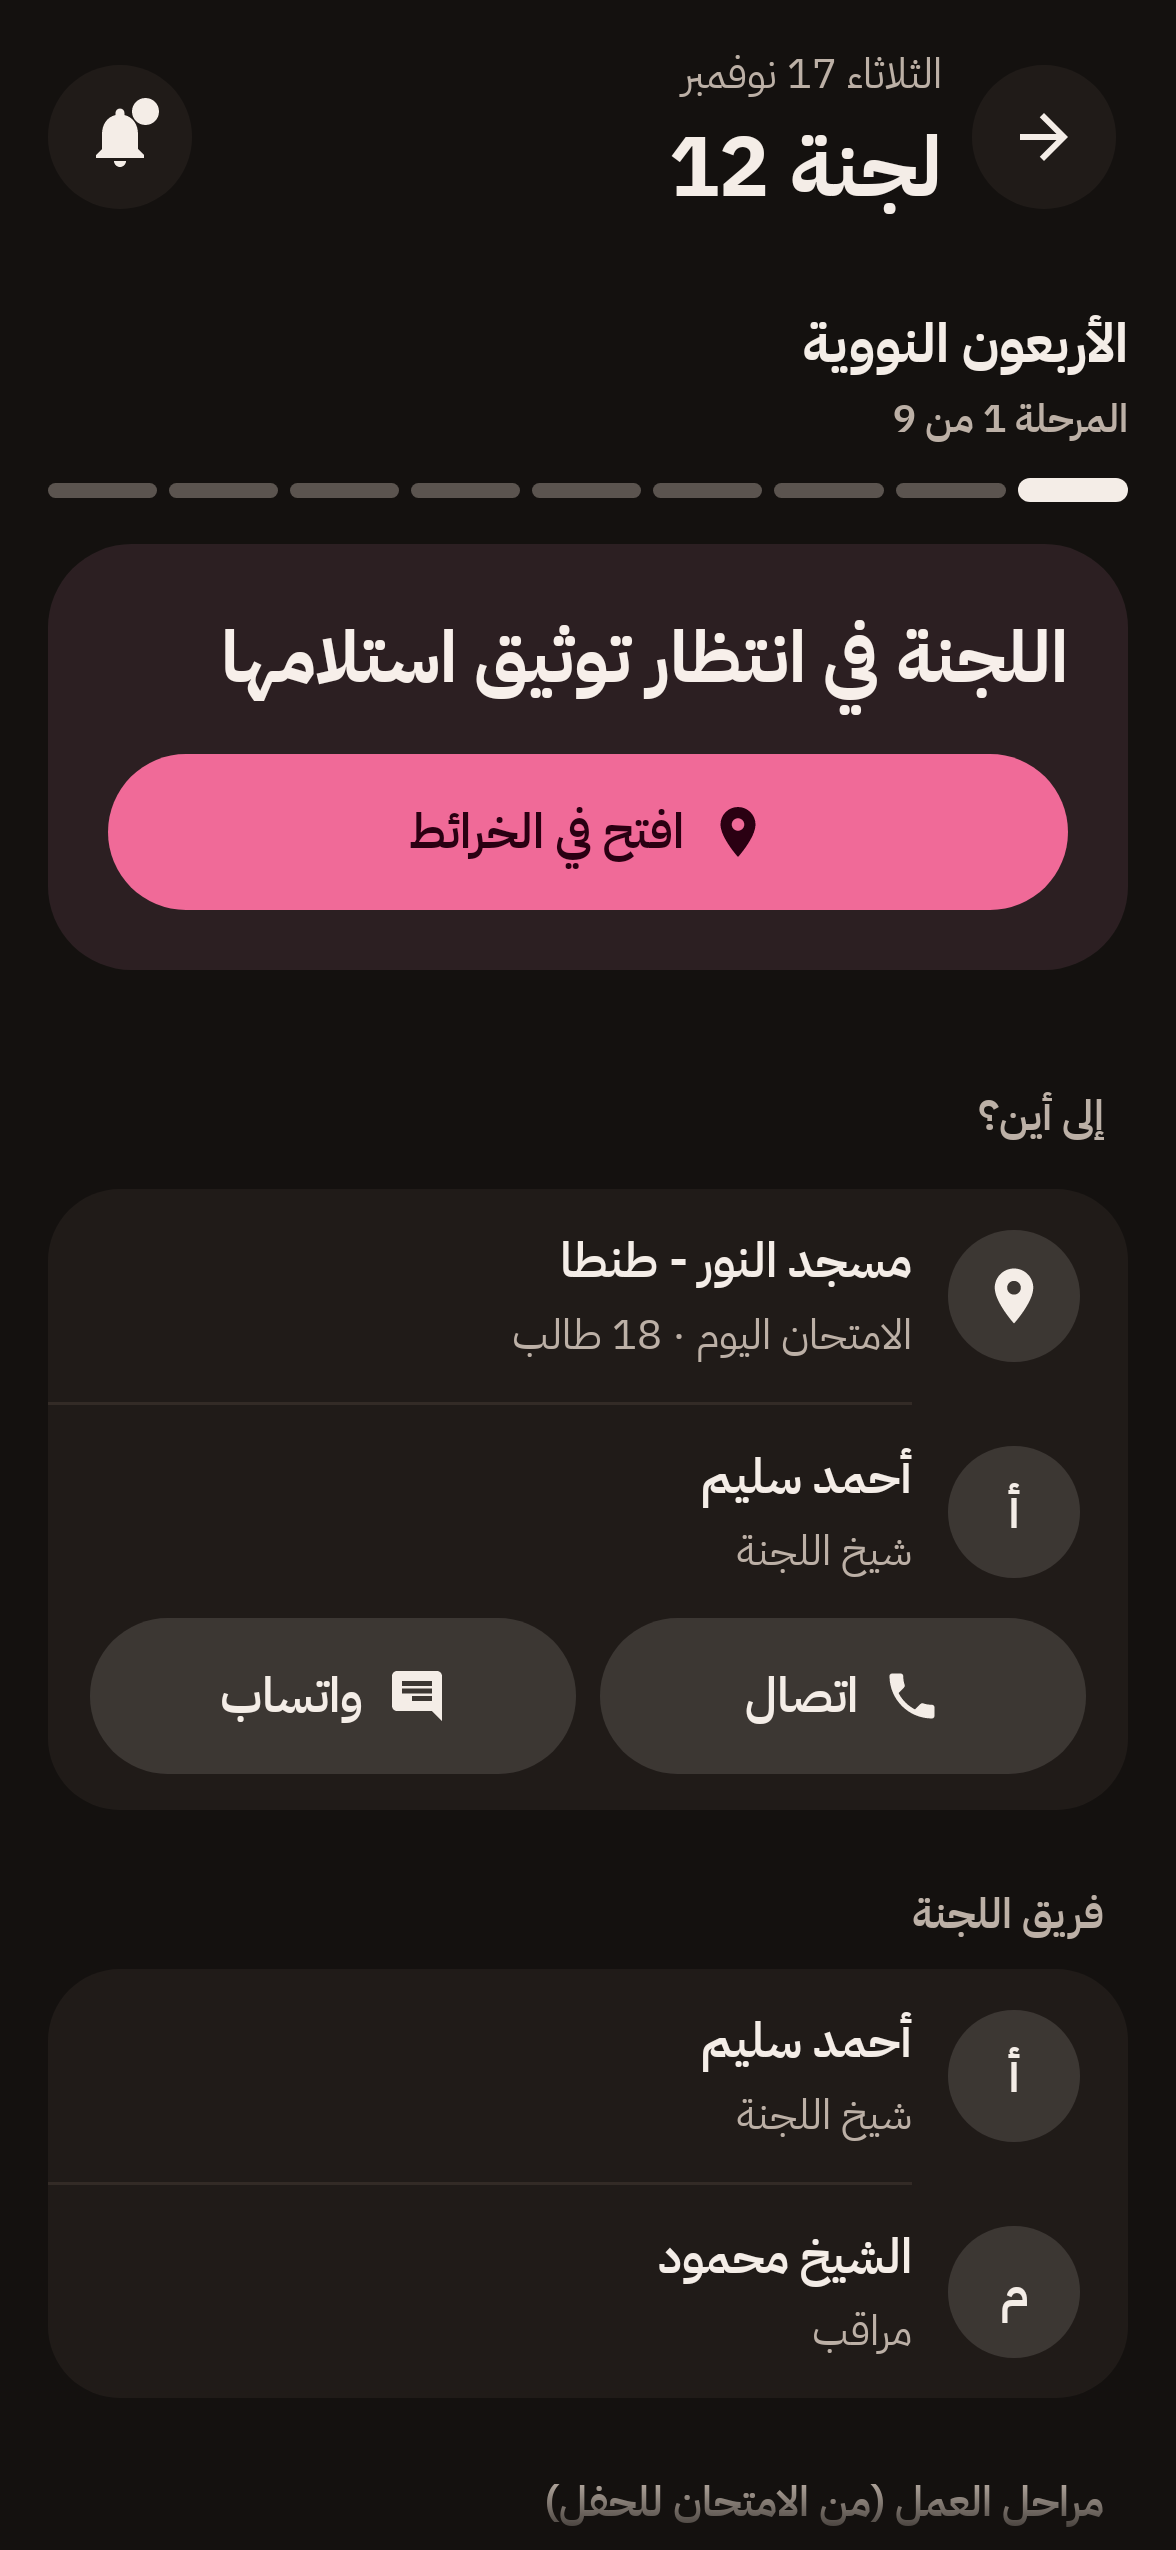 الثلاثاء 17 نوفمبر
لجنة 12
الأربعون النووية
المرحلة 1 من 9
اللجنة في انتظار توثيق استلامها
افتح في الخرائط
إلى أين؟
مسجد النور - طنطا
الامتحان اليوم · 18 طالب
أ
أحمد سليم
شيخ اللجنة
اتصال
واتساب
فريق اللجنة
أ
أحمد سليم
شيخ اللجنة
م
الشيخ محمود
مراقب
مراحل العمل (من الامتحان للحفل)